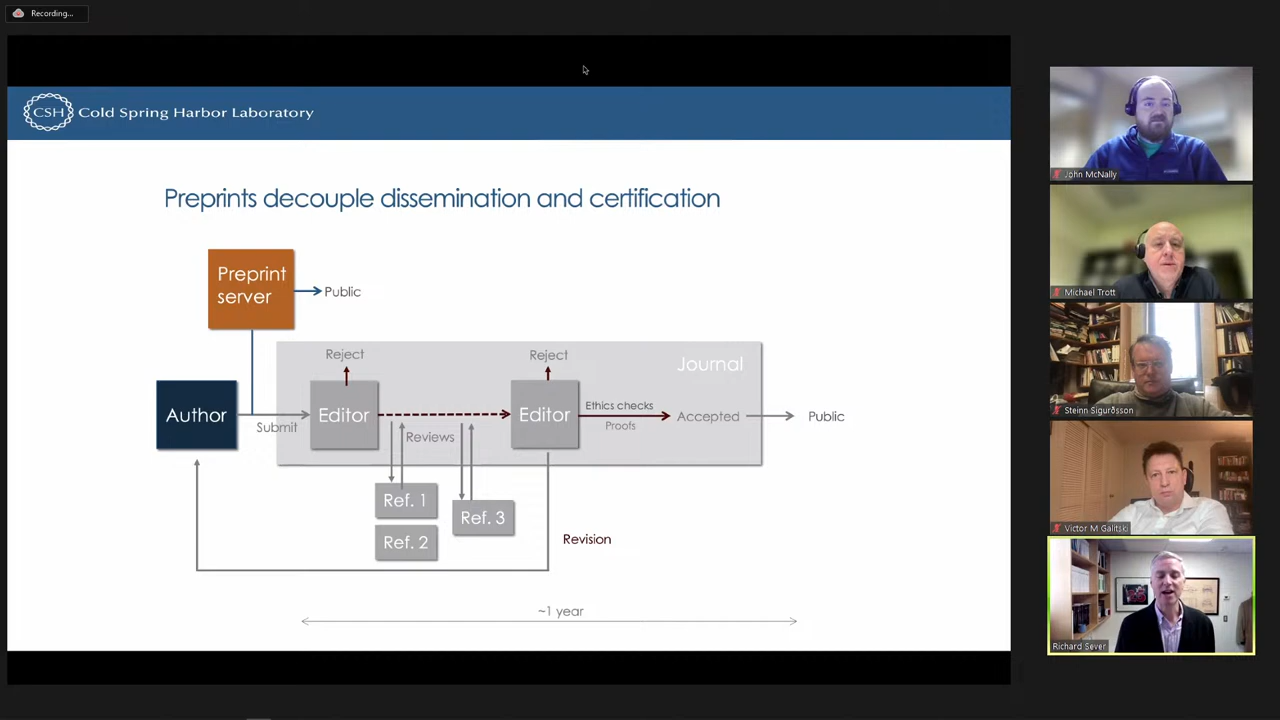 Recording...
CSH Cold Spring Harbor Laboratory
Preprints decouple dissemination and certification
Preprint
server
Public
Reject
Reject
Journal
Author
Submit
Editor
Reviews
Editor
Ethics checks
Proofs
Accepted
Public
Ref. 1
Ref. 2
Ref. 3
Revision
~1 year
John McNally
Michael Trott
Steinn Sigurðsson
Victor M Galitski
Richard Sever